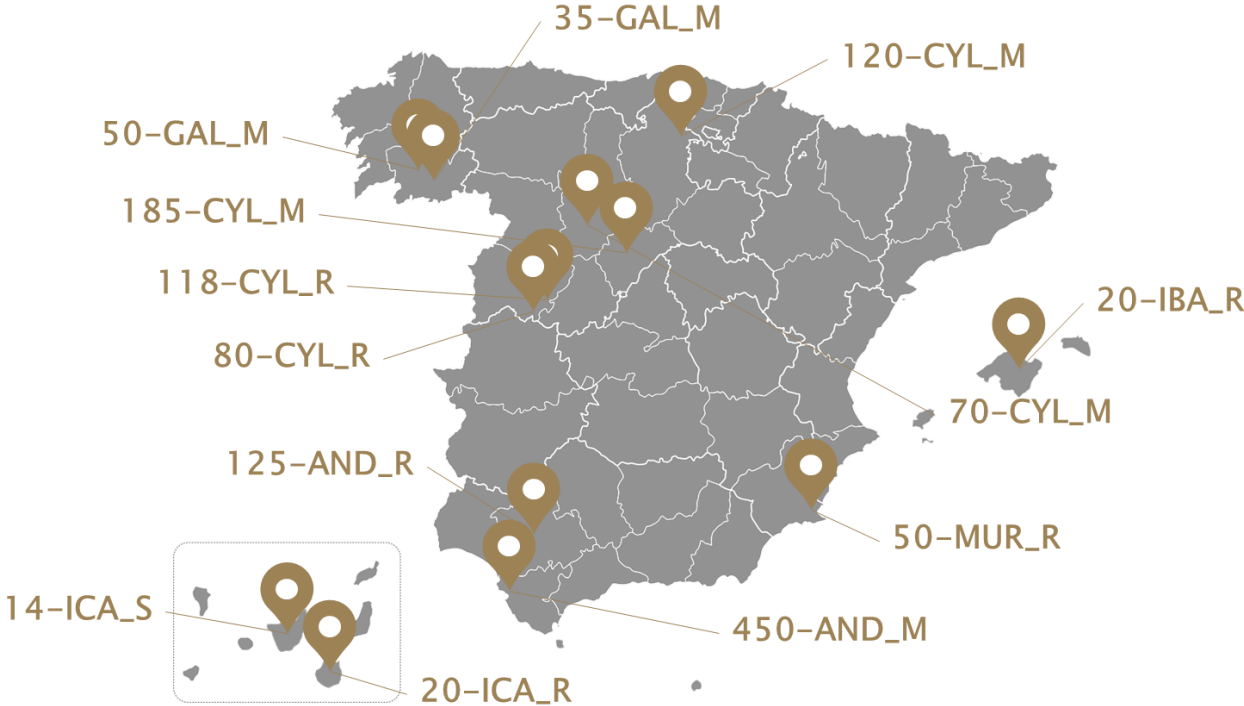 35-GAL_M
120-CYL_M
50-GAL_M
185-CYL_M
118-CYL_R
20-IBA_R
80-CYL_R
70-CYL_M
125-AND_R
50-MUR_R
14-ICA_S
450-AND_M
20-ICA_R